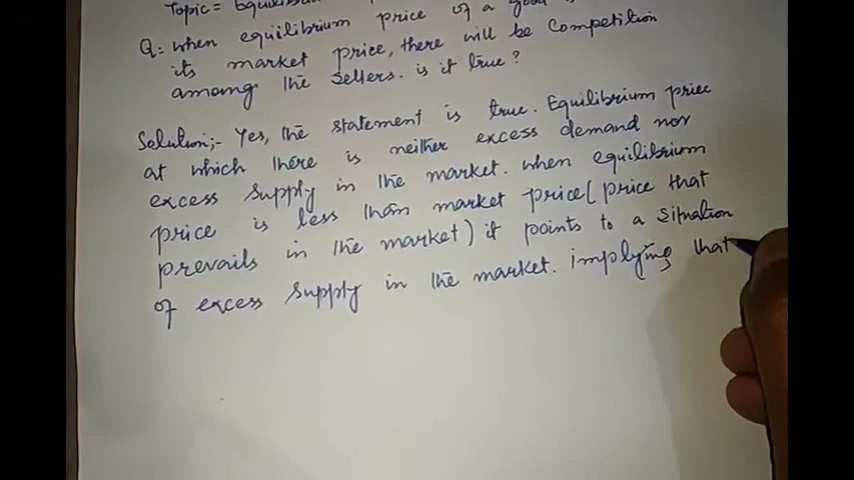 Topic =
Q: when equilibrium price of a good
its market price, there will be competition
among the sellers. is it true?
Solution;- Yes, the statement is true. Equilibrium price
at which there is neither excess demand nor
excess supply in the market. when equilibrium
price is less than market price (price that
prevails in the market) it points to a situation
of excess supply in the market. implying that